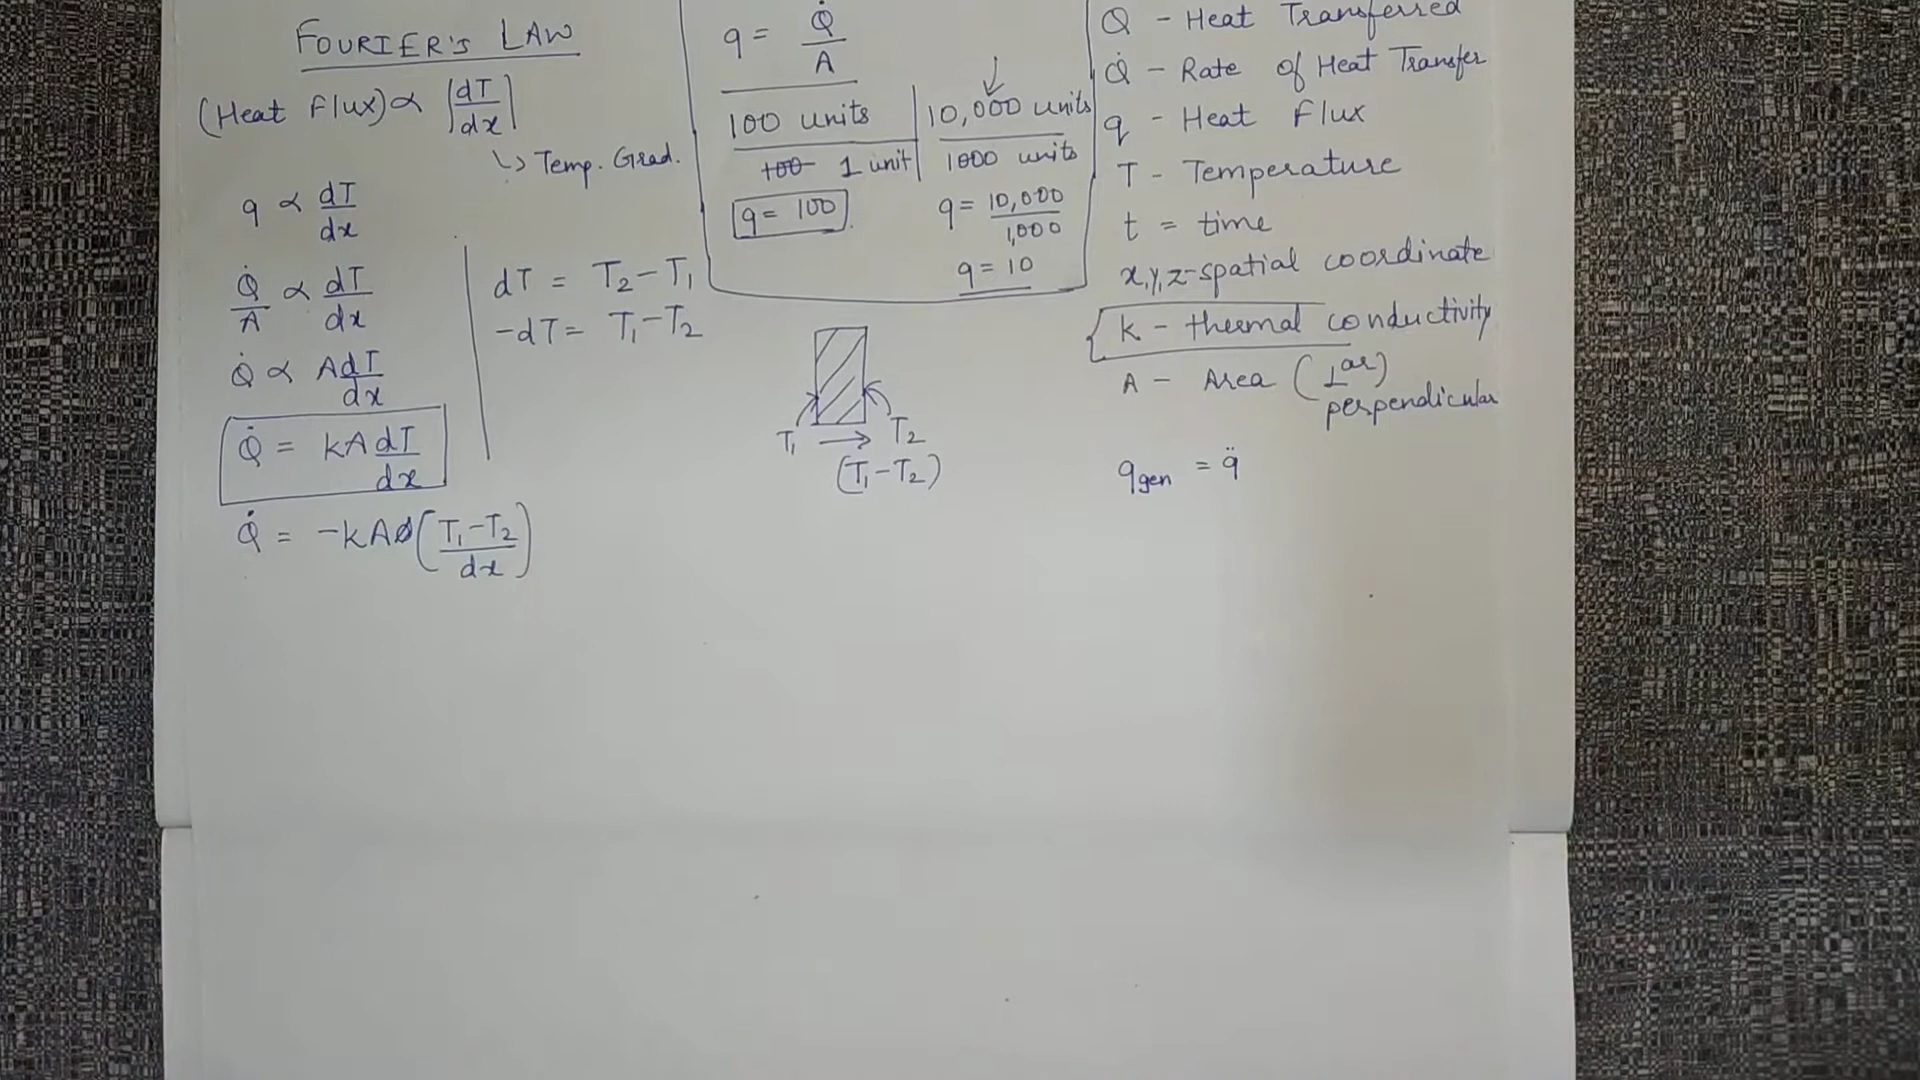 FOURIER'S LAW
(Heat Flux) ∝ |dT/dx|
↳ Temp. Grad.
q ∝ dT/dx
Q̇/A ∝ dT/dx
Q̇ ∝ A dT/dx
Q̇ = kA dT/dx
Q̇ = -kA (T₁-T₂/dx)
dT = T₂-T₁
-dT = T₁-T₂
q = Q̇/A
100 units
100 1 unit
q = 100
10,000 units
1000 units
q = 10,000/1,000
q = 10
T₁ → T₂
(T₁-T₂)
Q - Heat Transferred
Q̇ - Rate of Heat Transfer
q - Heat Flux
T - Temperature
t = time
x,y,z-spatial coordinate
k - thermal conductivity
A - Area (⊥ar)
perpendicular
qgen = q̈